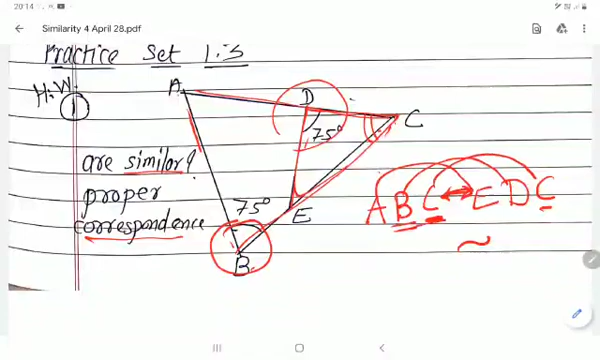 20:14
Similarity 4 April 28.pdf
Practice Set 1.3
H.W.
1
A
D
C
75°
are similar?
proper
correspondence
75°
E
B
ABC ↔ EDC
~